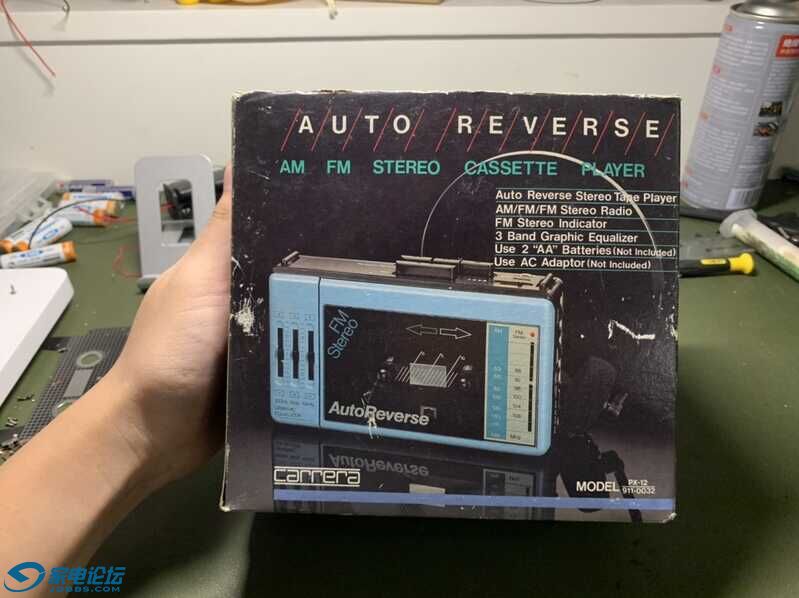 AUTO REVERSE
AM FM STEREO CASSETTE PLAYER
Auto Reverse Stereo Tape Player
AM/FM/FM Stereo Radio
FM Stereo Indicator
3 Band Graphic Equalizer
Use 2 "AA" Batteries (Not Included)
Use AC Adaptor (Not Included)
FM
Stereo
AM
FM
Stereo
AutoReverse
MHz
carrera
MODEL PX-12
911-0032
家电论坛
JDBBS.COM